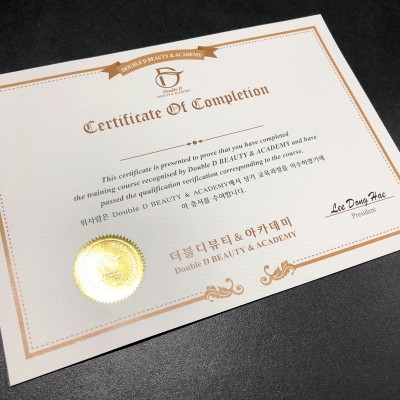 DOUBLE D BEAUTY & ACADEMY
Double D
BEAUTY & ACADEMY
Certificate Of Completion
This certificate is presented to prove that you have completed
the training course recognised by Double D BEAUTY & ACADEMY and have
passed the qualification verification corresponding to the course.
위사람은 Double D BEAUTY & ACADEMY에서 상기 교육과정을 이수하였기에
이 증서를 수여합니다.
Lee Dong Hae
President
더블디뷰티&아카데미
Double D BEAUTY & ACADEMY